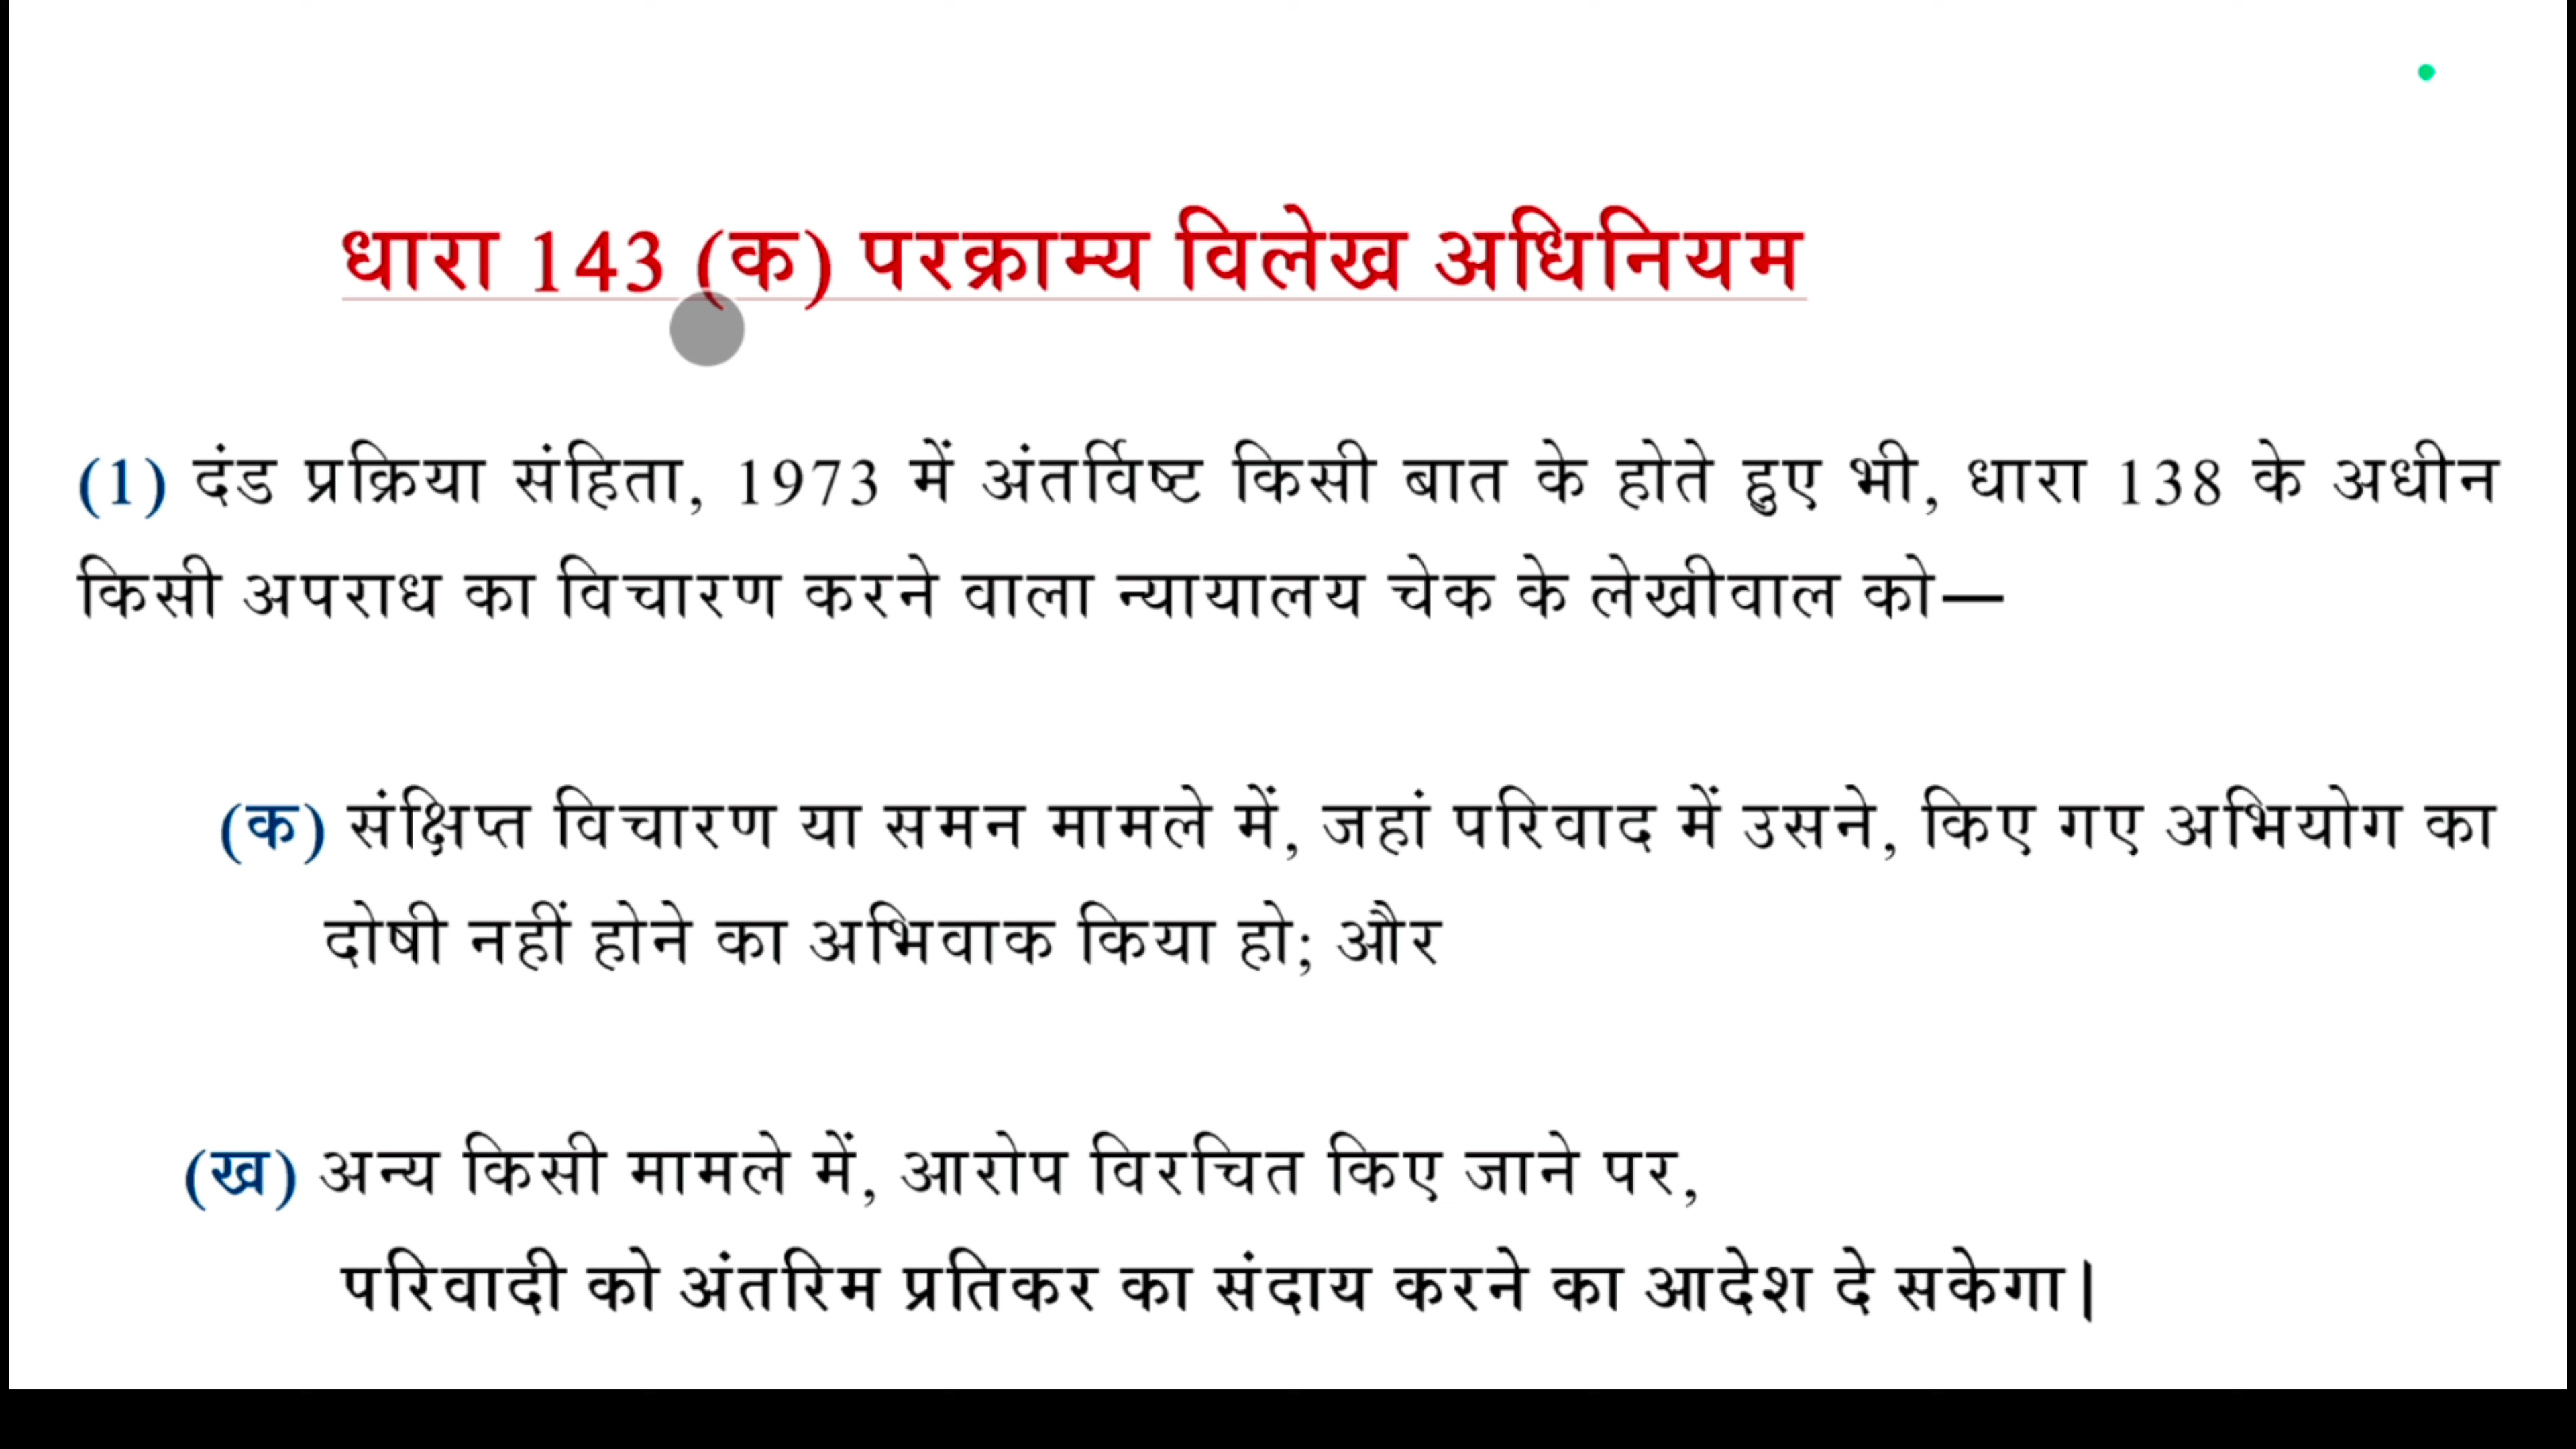 धारा 143 (क) परक्राम्य विलेख अधिनियम
(1) दंड प्रक्रिया संहिता, 1973 में अंतर्विष्ट किसी बात के होते हुए भी, धारा 138 के अधीन
किसी अपराध का विचारण करने वाला न्यायालय चेक के लेखीवाल को—
(क) संक्षिप्त विचारण या समन मामले में, जहां परिवाद में उसने, किए गए अभियोग का
दोषी नहीं होने का अभिवाक किया हो; और
(ख) अन्य किसी मामले में, आरोप विरचित किए जाने पर,
परिवादी को अंतरिम प्रतिकर का संदाय करने का आदेश दे सकेगा|